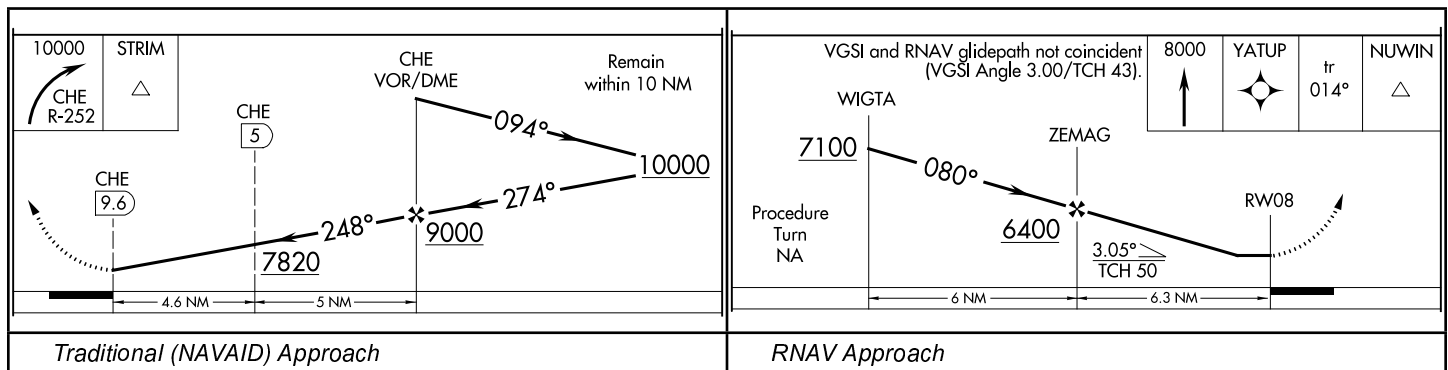 10000
CHE
R-252
STRIM
CHE
VOR/DME
Remain
within 10 NM
094°
10000
274°
CHE
5
CHE
9.6
248°
9000
7820
4.6 NM
5 NM
Traditional (NAVAID) Approach
VGSI and RNAV glidepath not coincident
(VGSI Angle 3.00/TCH 43).
8000
YATUP
tr
014°
NUWIN
WIGTA
7100
080°
ZEMAG
6400
RW08
Procedure
Turn
NA
3.05°
TCH 50
6 NM
6.3 NM
RNAV Approach